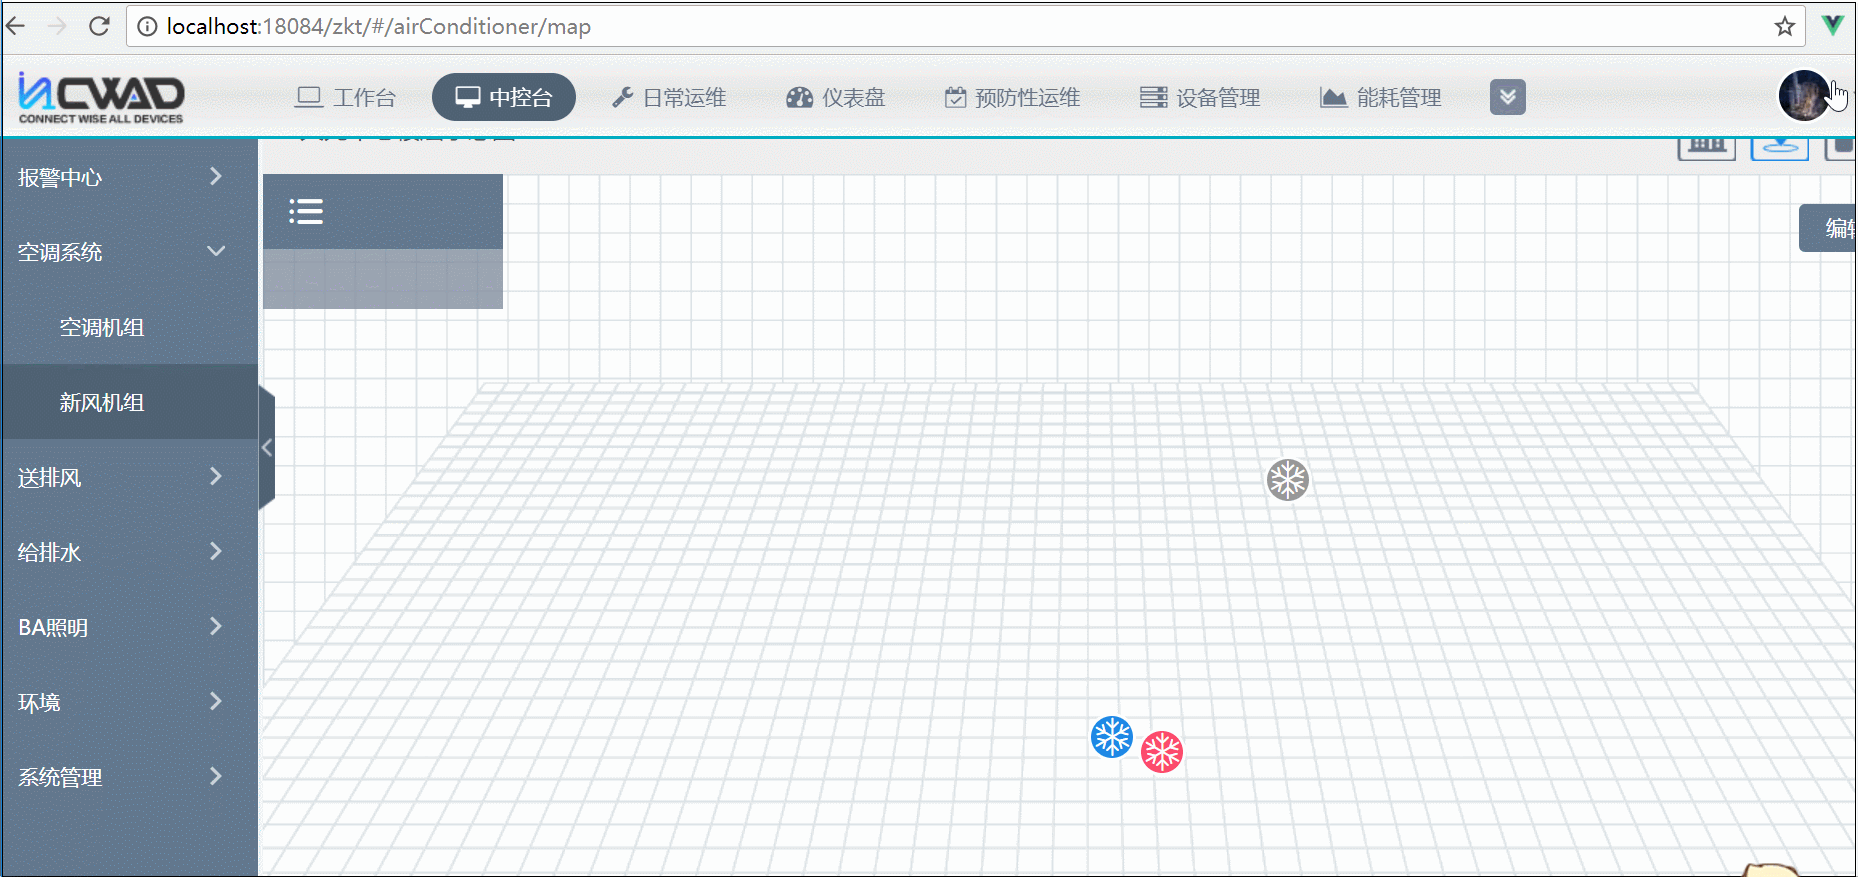 localhost:18084/zkt/#/airConditioner/map
inCWAD
CONNECT WISE ALL DEVICES
工作台
中控台
日常运维
仪表盘
预防性运维
设备管理
能耗管理
报警中心
空调系统
空调机组
新风机组
送排风
给排水
BA照明
环境
系统管理
编